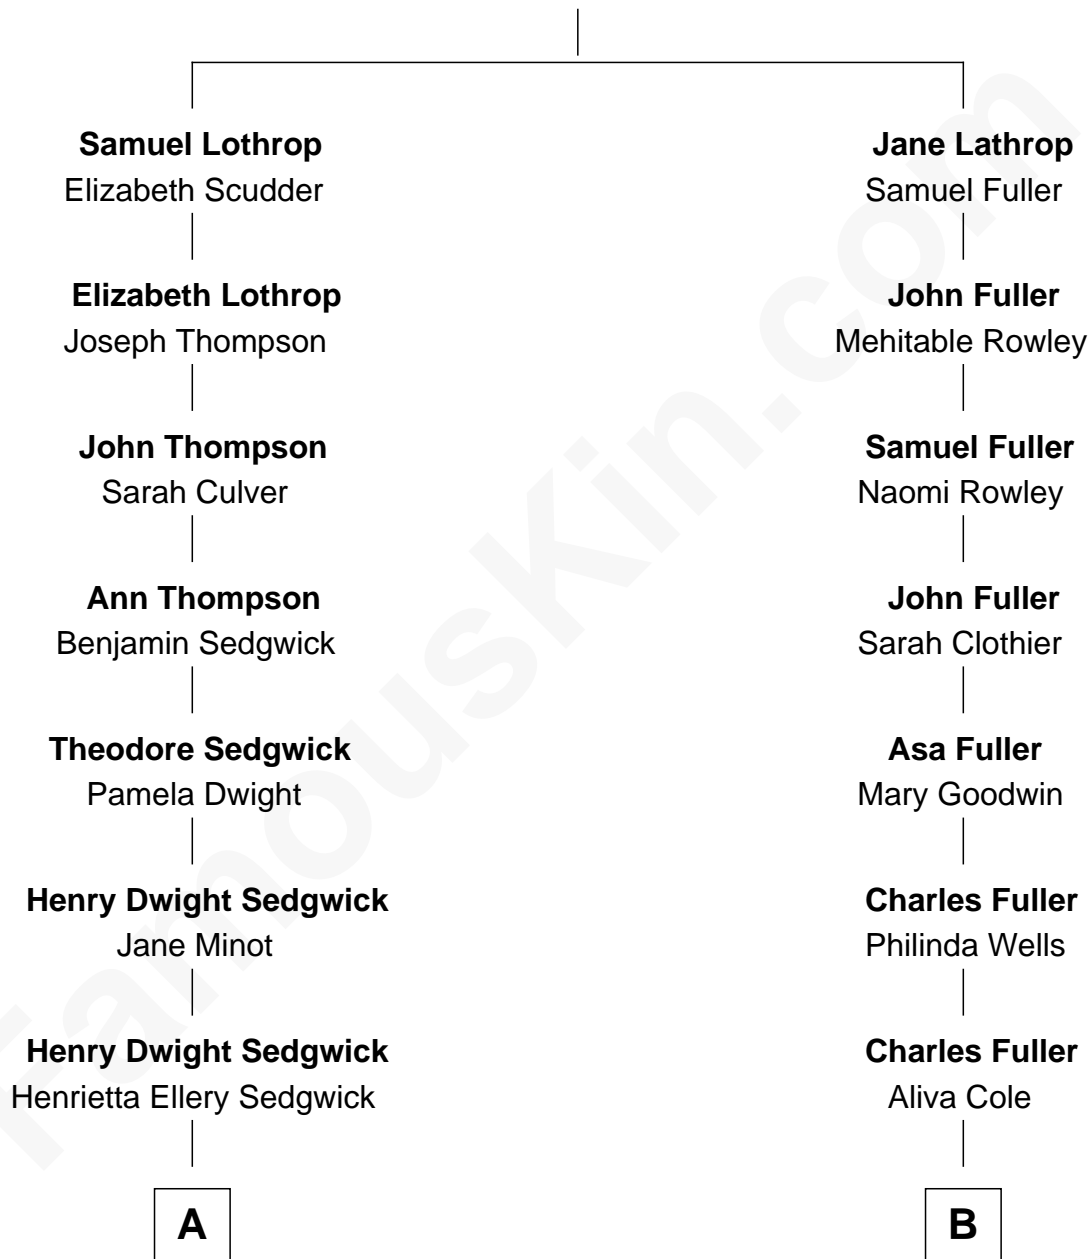 Samuel Lothrop
Elizabeth Scudder
Jane Lathrop
Samuel Fuller
Elizabeth Lothrop
Joseph Thompson
John Fuller
Mehitable Rowley
John Thompson
Sarah Culver
Samuel Fuller
Naomi Rowley
Ann Thompson
Benjamin Sedgwick
John Fuller
Sarah Clothier
Theodore Sedgwick
Pamela Dwight
Asa Fuller
Mary Goodwin
Henry Dwight Sedgwick
Jane Minot
Charles Fuller
Philinda Wells
Henry Dwight Sedgwick
Henrietta Ellery Sedgwick
Charles Fuller
Aliva Cole
A
B
FamousKin.com